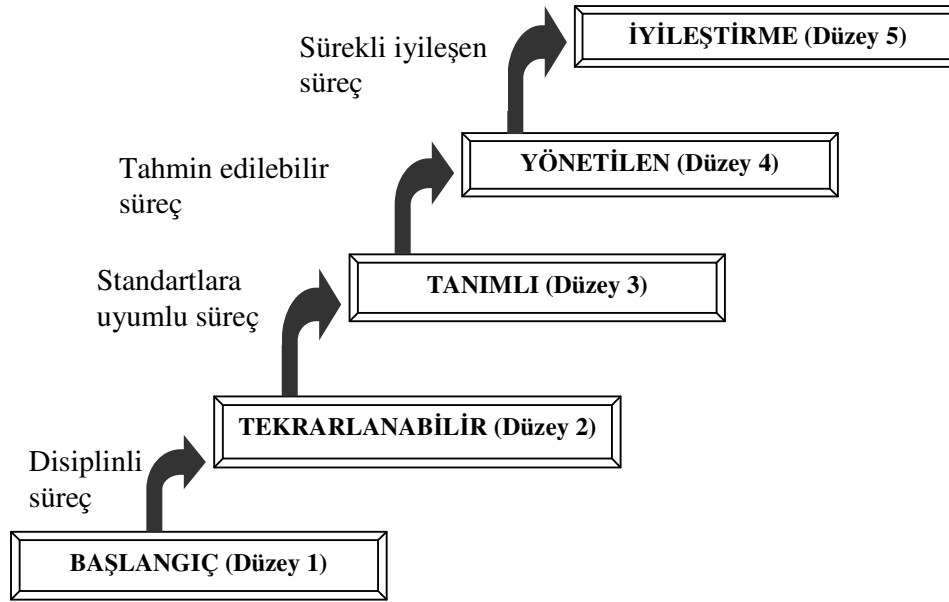 Sürekli iyileşen
süreç
İYİLEŞTİRME (Düzey 5)
Tahmin edilebilir
süreç
YÖNETİLEN (Düzey 4)
Standartlara
uyumlu süreç
TANIMLI (Düzey 3)
TEKRARLANABİLİR (Düzey 2)
Disiplinli
süreç
BAŞLANGIÇ (Düzey 1)